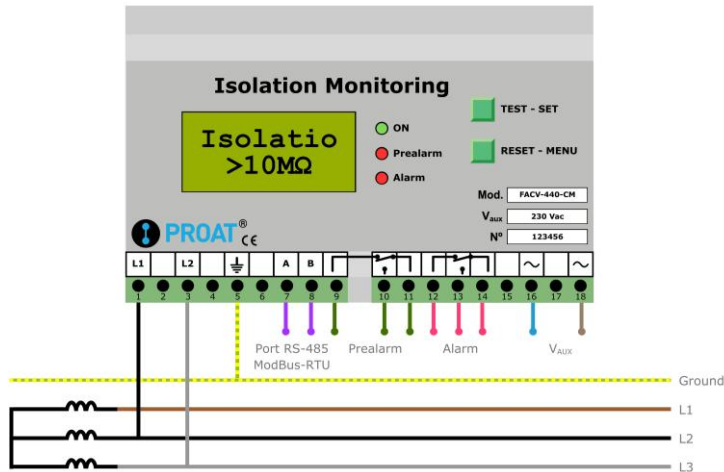 Isolation Monitoring
Isolatio
>10MΩ
ON
Prealarm
Alarm
TEST - SET
RESET - MENU
Mod. FACV-440-CM
Vaux 230 Vac
Nº 123456
PROAT® CE
L1 L2 A B
1 2 3 4 5 6 7 8 9 10 11 12 13 14 15 16 17 18
Port RS-485 Prealarm Alarm VAUX
ModBus-RTU
Ground
L1
L2
L3